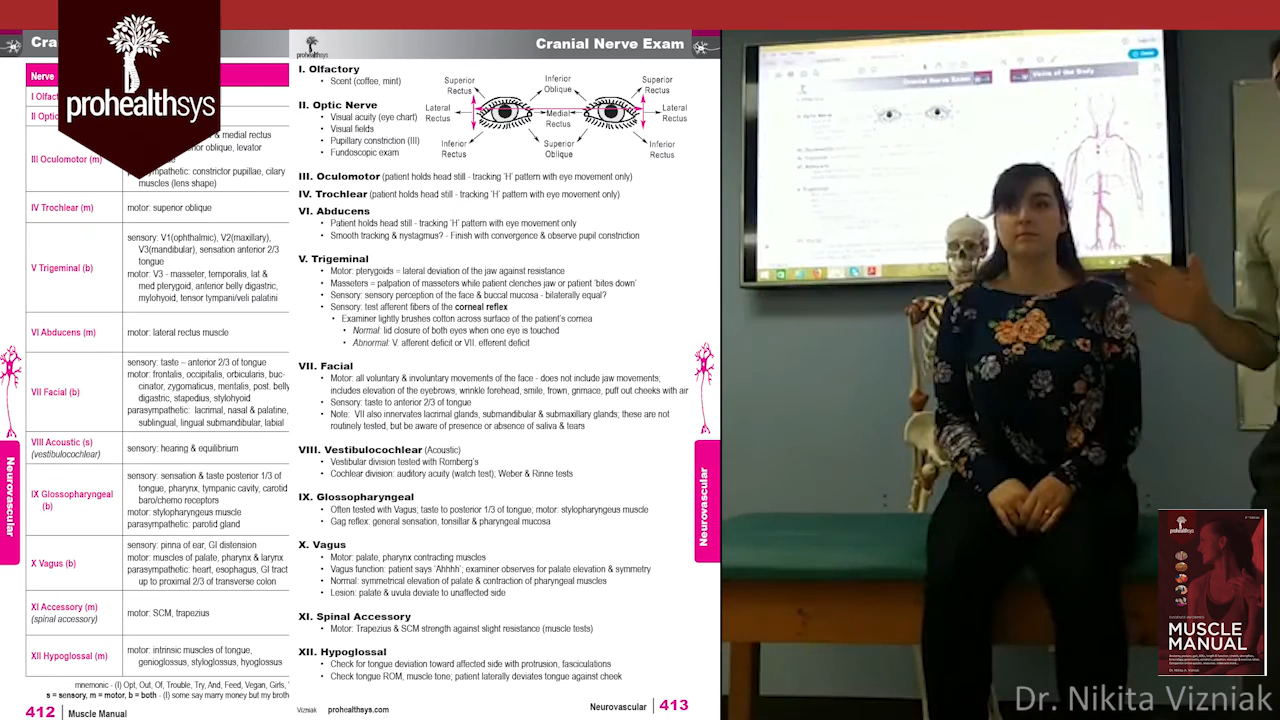 prohealthsys
Cra
Nerve
I Olfac
II Opti
& medial rectus
ior oblique, levator
III Oculomotor (m)
sympathetic: constrictor pupillae, cilary
muscles (lens shape)
IV Trochlear (m)
motor: superior oblique
V Trigeminal (b)
sensory: V1(ophthalmic), V2(maxillary),
V3(mandibular), sensation anterior 2/3
tongue
motor: V3 - masseter, temporalis, lat &
med pterygoid, anterior belly digastric,
mylohyoid, tensor tympani/veli palatini
VI Abducens (m)
motor: lateral rectus muscle
VII Facial (b)
sensory: taste – anterior 2/3 of tongue
motor: frontalis, occipitalis, orbicularis, buc-
cinator, zygomaticus, mentalis, post. belly
digastric, stapedius, stylohyoid
parasympathetic: lacrimal, nasal & palatine,
sublingual, lingual submandibular, labial
VIII Acoustic (s)
(vestibulocochlear)
sensory: hearing & equilibrium
IX Glossopharyngeal
(b)
sensory: sensation & taste posterior 1/3 of
tongue, pharynx, tympanic cavity, carotid
baro/chemo receptors
motor: stylopharyngeus muscle
parasympathetic: parotid gland
X Vagus (b)
sensory: pinna of ear, GI distension
motor: muscles of palate, pharynx & larynx
parasympathetic: heart, esophagus, GI tract
up to proximal 2/3 of transverse colon
XI Accessory (m)
(spinal accessory)
motor: SCM, trapezius
XII Hypoglossal (m)
motor: intrinsic muscles of tongue,
genioglossus, styloglossus, hyoglossus
mnemonic - (I) Opt, Out, Of, Trouble, Try, And, Feed, Vegan, Girls,
s = sensory, m = motor, b = both - (I) some say marry money but my broth
412 | Muscle Manual
Neurovascular
prohealthsys
Cranial Nerve Exam
I. Olfactory
• Scent (coffee, mint)
II. Optic Nerve
• Visual acuity (eye chart)
• Visual fields
• Pupillary constriction (III)
• Fundoscopic exam
Superior
Rectus
Inferior
Oblique
Superior
Rectus
Lateral
Rectus
Medial
Rectus
Lateral
Rectus
Inferior
Rectus
Superior
Oblique
Inferior
Rectus
III. Oculomotor (patient holds head still - tracking 'H' pattern with eye movement only)
IV. Trochlear (patient holds head still - tracking 'H' pattern with eye movement only)
VI. Abducens
• Patient holds head still - tracking 'H' pattern with eye movement only
• Smooth tracking & nystagmus? - Finish with convergence & observe pupil constriction
V. Trigeminal
• Motor: pterygoids = lateral deviation of the jaw against resistance
• Masseters = palpation of masseters while patient clenches jaw or patient 'bites down'
• Sensory: sensory perception of the face & buccal mucosa - bilaterally equal?
• Sensory: test afferent fibers of the corneal reflex
• Examiner lightly brushes cotton across surface of the patient's cornea
• Normal: lid closure of both eyes when one eye is touched
• Abnormal: V. afferent deficit or VII. efferent deficit
VII. Facial
• Motor: all voluntary & involuntary movements of the face - does not include jaw movements;
includes elevation of the eyebrows, wrinkle forehead, smile, frown, grimace, puff out cheeks with air
• Sensory: taste to anterior 2/3 of tongue
• Note: VII also innervates lacrimal glands, submandibular & submaxillary glands; these are not
routinely tested, but be aware of presence or absence of saliva & tears
VIII. Vestibulocochlear (Acoustic)
• Vestibular division tested with Romberg's
• Cochlear division: auditory acuity (watch test); Weber & Rinne tests
IX. Glossopharyngeal
• Often tested with Vagus; taste to posterior 1/3 of tongue; motor: stylopharyngeus muscle
• Gag reflex: general sensation, tonsillar & pharyngeal mucosa
X. Vagus
• Motor: palate, pharynx contracting muscles
• Vagus function: patient says 'Ahhhh'; examiner observes for palate elevation & symmetry
• Normal: symmetrical elevation of palate & contraction of pharyngeal muscles
• Lesion: palate & uvula deviate to unaffected side
XI. Spinal Accessory
• Motor: Trapezius & SCM strength against slight resistance (muscle tests)
XII. Hypoglossal
• Check for tongue deviation toward affected side with protrusion, fasciculations
• Check tongue ROM, muscle tone; patient laterally deviates tongue against cheek
Vizniak prohealthsys.com
Neurovascular | 413
Neurovascular
Cranial Nerve Exam
Veins of the Body
MUSCLE
MANUAL
Dr. Nikita Vizniak